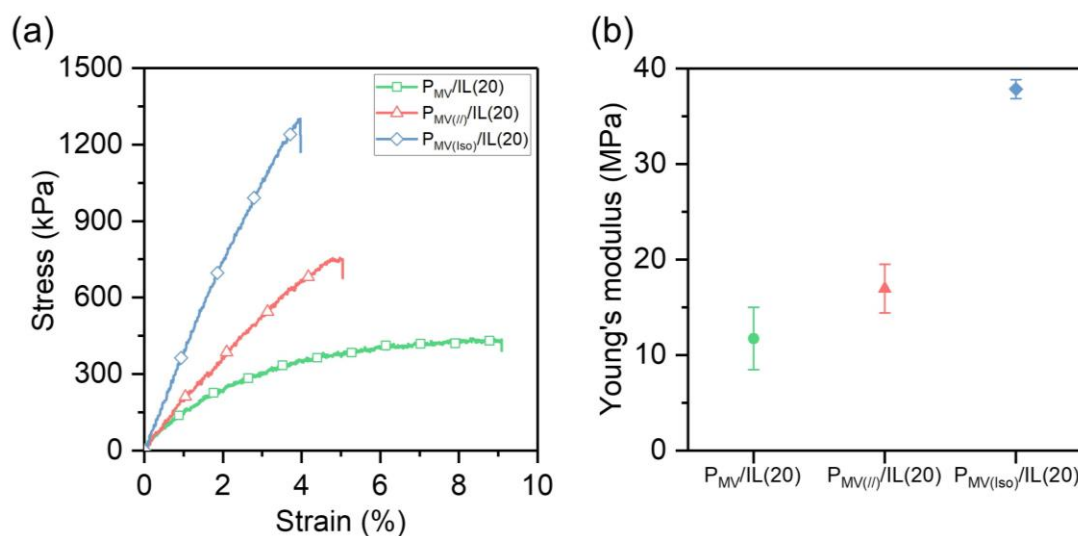 (a)
1500
1200
900
600
300
0
Stress (kPa)
0 2 4 6 8 10
Strain (%)
P_MV/IL(20)
P_MV(//)/IL(20)
P_MV(Iso)/IL(20)
(b)
40
30
20
10
0
Young's modulus (MPa)
P_MV/IL(20) P_MV(//)/IL(20) P_MV(Iso)/IL(20)